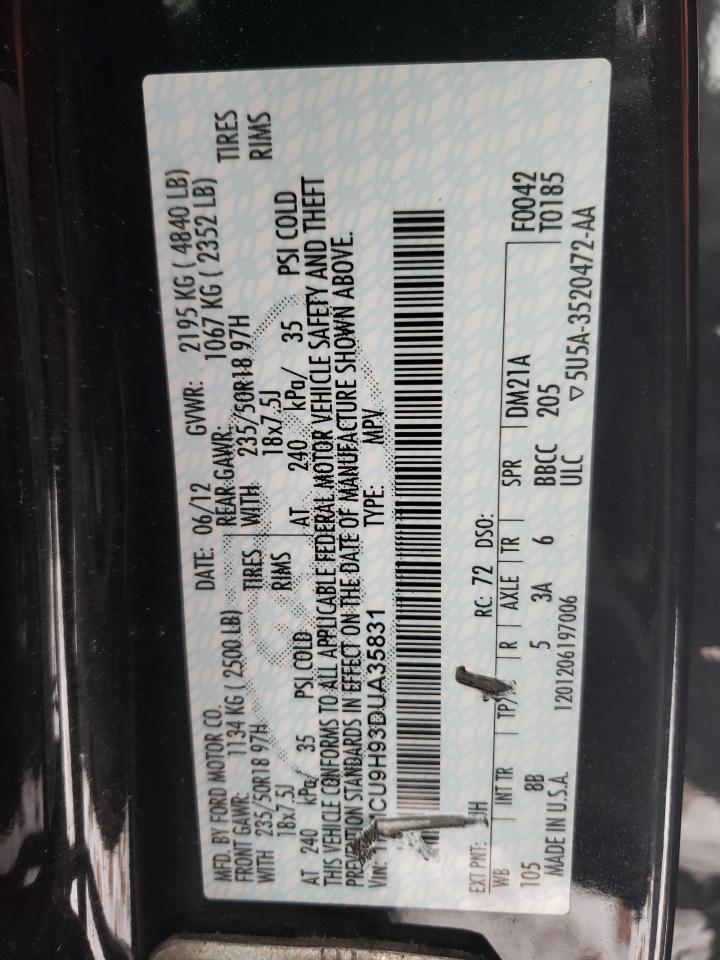 MFD. BY FORD MOTOR CO.
DATE: 06/12 GVWR: 2195 KG ( 4840 LB)
FRONT GAWR: 1134 KG ( 2500 LB) REAR GAWR: 1067 KG ( 2352 LB)
WITH 235/50R18 97H TIRES WITH 235/50R18 97H TIRES
18x7.5J RIMS 18x7.5J RIMS
AT 240 kPa/ 35 PSI COLD AT 240 kPa/ 35 PSI COLD
THIS VEHICLE CONFORMS TO ALL APPLICABLE FEDERAL MOTOR VEHICLE SAFETY AND THEFT
PREVENTION STANDARDS IN EFFECT ON THE DATE OF MANUFACTURE SHOWN ABOVE.
VIN: CU9H93DUA35831 TYPE: MPV
EXT PNT: RC: 72 DSO:
WB INT TR TP/ R AXLE TR SPR DM21A F0042
105 8B 5 3A 6 BBCC 205 T0185
MADE IN U.S.A. 1201206197006 ULC ▽5U5A-3520472-AA